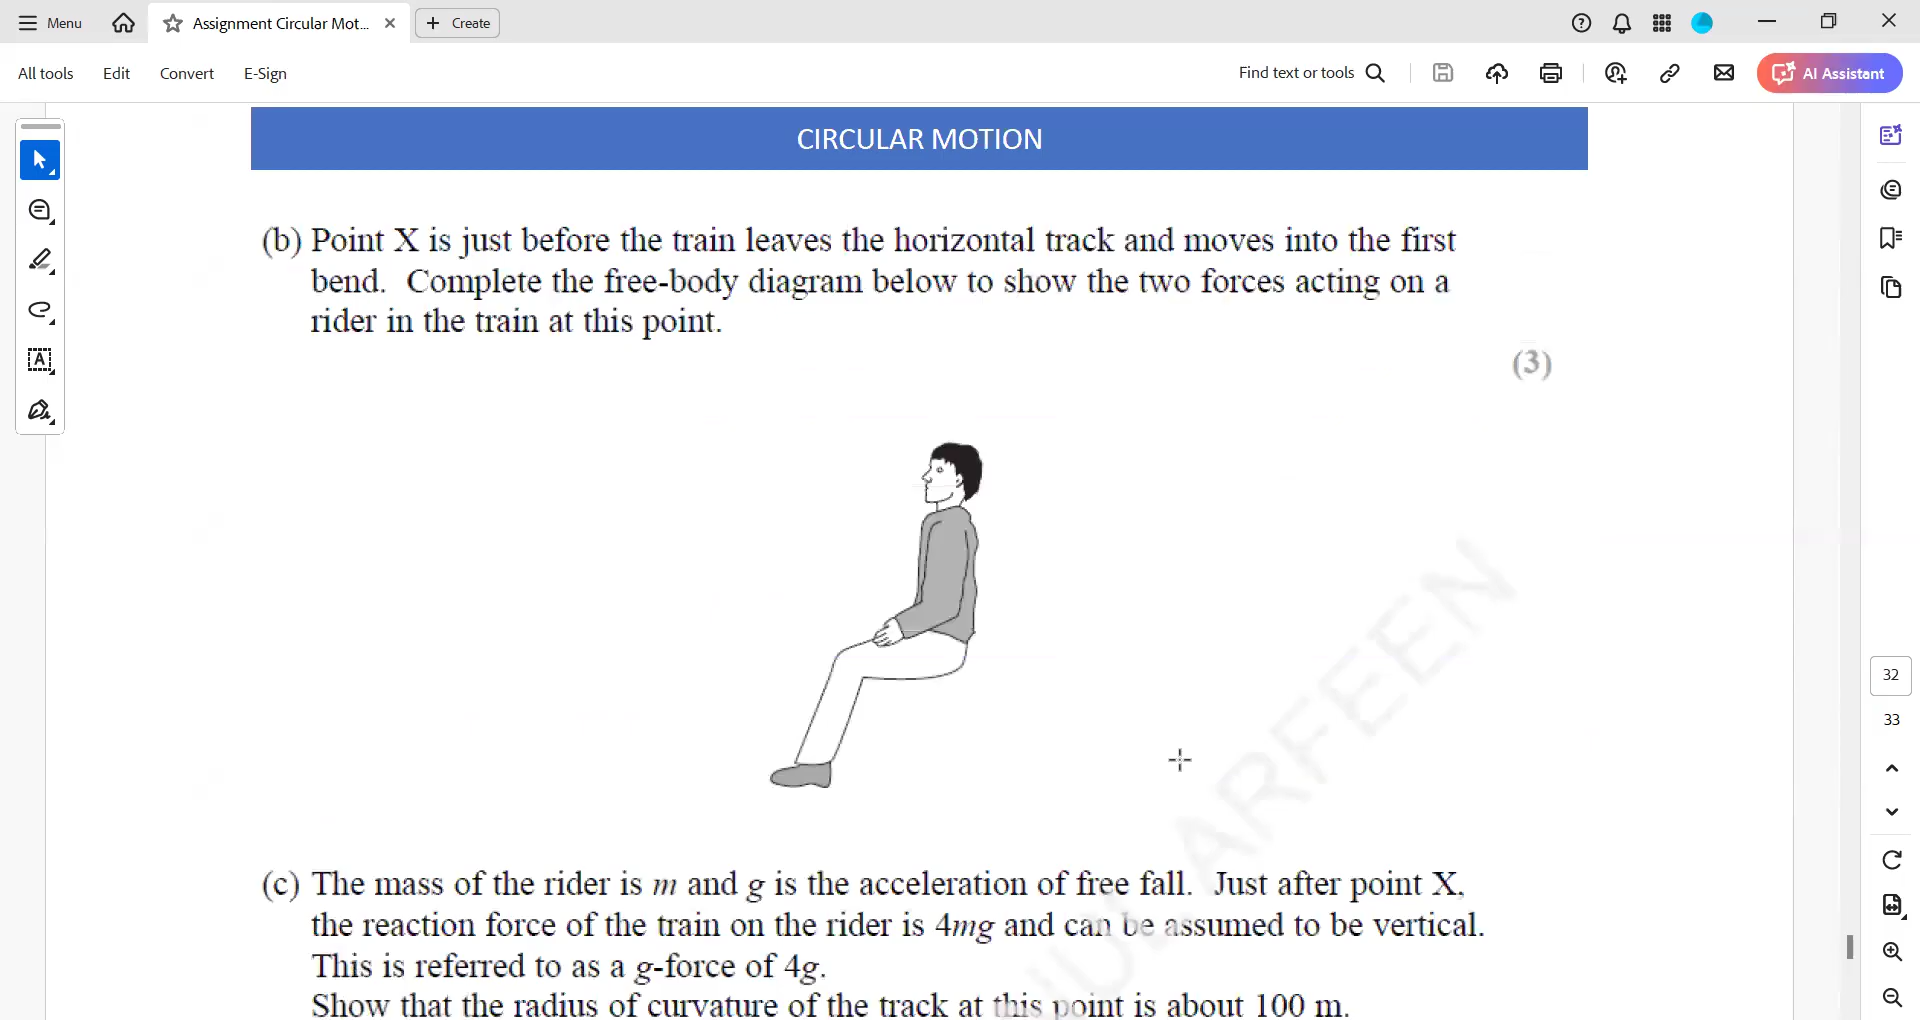 Menu
Assignment Circular Mot...
Create
All tools
Edit
Convert
E-Sign
Find text or tools
AI Assistant
CIRCULAR MOTION
(b) Point X is just before the train leaves the horizontal track and moves into the first
bend. Complete the free-body diagram below to show the two forces acting on a
rider in the train at this point.
(3)
(c) The mass of the rider is m and g is the acceleration of free fall. Just after point X,
the reaction force of the train on the rider is 4mg and can be assumed to be vertical.
This is referred to as a g-force of 4g.
Show that the radius of curvature of the track at this point is about 100 m.
ARFEEN
32
33